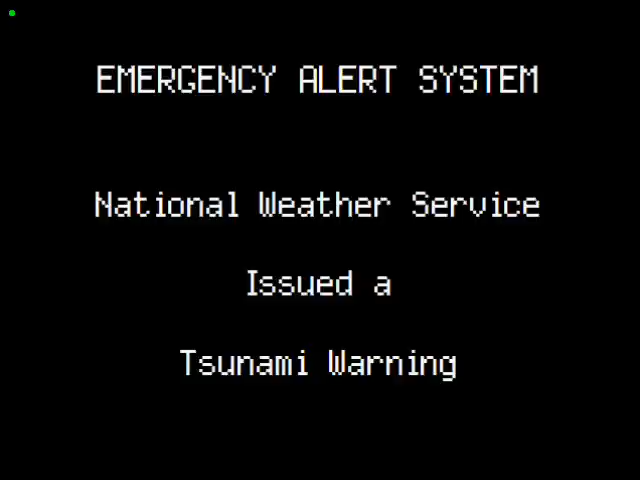 EMERGENCY ALERT SYSTEM
National Weather Service
Issued a
Tsunami Warning